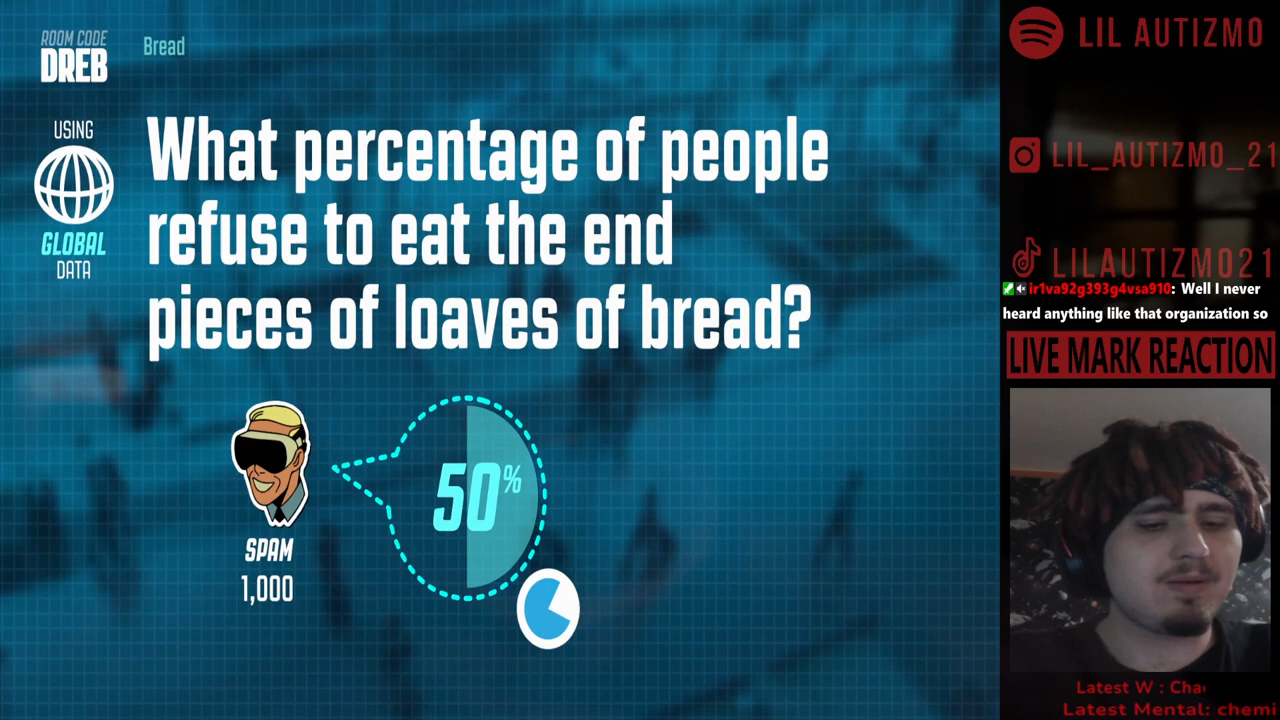 ROOM CODE
DREB
Bread
USING
GLOBAL
DATA
What percentage of people
refuse to eat the end
pieces of loaves of bread?
50%
SPAM
1,000
LIL AUTIZMO
LIL_AUTIZMO_21
LILAUTIZMO21
ir1va92g393g4vsa910: Well I never
heard anything like that organization so
LIVE MARK REACTION
Latest W : Cha
Latest Mental: chemi